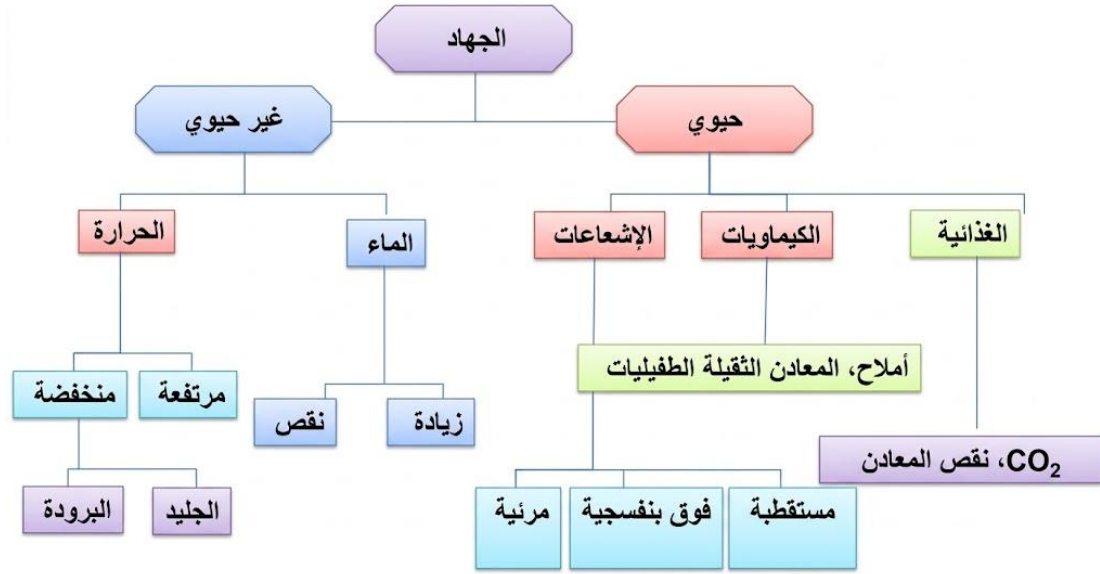 الجهاد
حيوي
غير حيوي
الغذائية
الكيماويات
الإشعاعات
الماء
الحرارة
أملاح، المعادن الثقيلة الطفيليات
مرتفعة
منخفضة
زيادة
نقص
CO₂، نقص المعادن
مستقطبة
فوق بنفسجية
مرئية
الجليد
البرودة